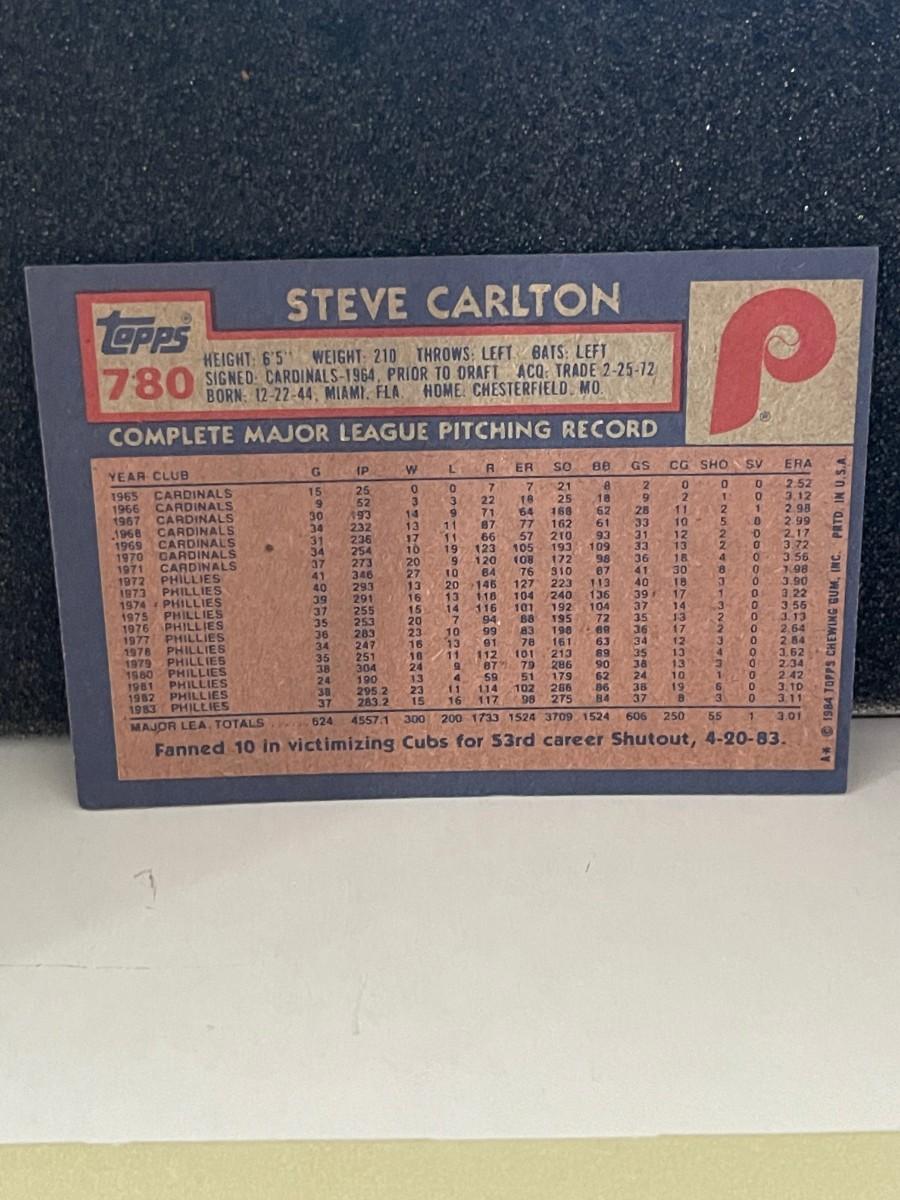 STEVE CARLTON
Topps®
780
HEIGHT: 6'5" WEIGHT: 210 THROWS: LEFT BATS: LEFT
SIGNED: CARDINALS-1964, PRIOR TO DRAFT ACQ: TRADE 2-25-72
BORN: 12-22-44, MIAMI, FLA. HOME: CHESTERFIELD, MO.
P
®
COMPLETE MAJOR LEAGUE PITCHING RECORD
YEAR CLUB G IP W L R ER SO BB GS CG SHO SV ERA
1965 CARDINALS 15 25 0 0 7 7 21 8 2 0 0 0 2.52
1966 CARDINALS 9 52 3 3 22 18 25 18 9 2 1 0 3.12
1967 CARDINALS 30 193 14 9 71 64 168 62 28 11 2 1 2.98
1968 CARDINALS 34 232 13 11 87 77 162 61 33 10 5 0 2.99
1969 CARDINALS 31 236 17 11 66 57 210 93 31 12 2 0 2.17
1970 CARDINALS 34 254 10 19 123 105 193 109 33 13 2 0 3.72
1971 CARDINALS 37 273 20 9 120 108 172 98 36 18 4 0 3.56
1972 PHILLIES 41 346 27 10 84 76 310 87 41 30 8 0 1.98
1973 PHILLIES 40 293 13 20 146 127 223 113 40 18 3 0 3.90
1974 PHILLIES 39 291 16 13 118 104 240 136 39 17 1 0 3.22
1975 PHILLIES 37 255 15 14 116 101 192 104 37 14 3 0 3.56
1976 PHILLIES 35 253 20 7 94 88 195 72 35 13 2 0 3.13
1977 PHILLIES 36 283 23 10 99 83 198 89 36 17 2 0 2.64
1978 PHILLIES 34 247 16 13 91 78 161 63 34 12 3 0 2.84
1979 PHILLIES 35 251 18 11 112 101 213 89 35 13 4 0 3.62
1980 PHILLIES 38 304 24 9 87 79 286 90 38 13 3 0 2.34
1981 PHILLIES 24 190 13 4 59 51 179 62 24 10 1 0 2.42
1982 PHILLIES 38 295.2 23 11 114 102 286 86 38 19 6 0 3.10
1983 PHILLIES 37 283.2 15 16 117 98 275 84 37 8 3 0 3.11
MAJOR LEA. TOTALS ...... 624 4557.1 300 200 1733 1524 3709 1524 606 250 55 1 3.01
Fanned 10 in victimizing Cubs for 53rd career Shutout, 4-20-83.
A* © 1984 TOPPS CHEWING GUM, INC. PRTD. IN U.S.A.